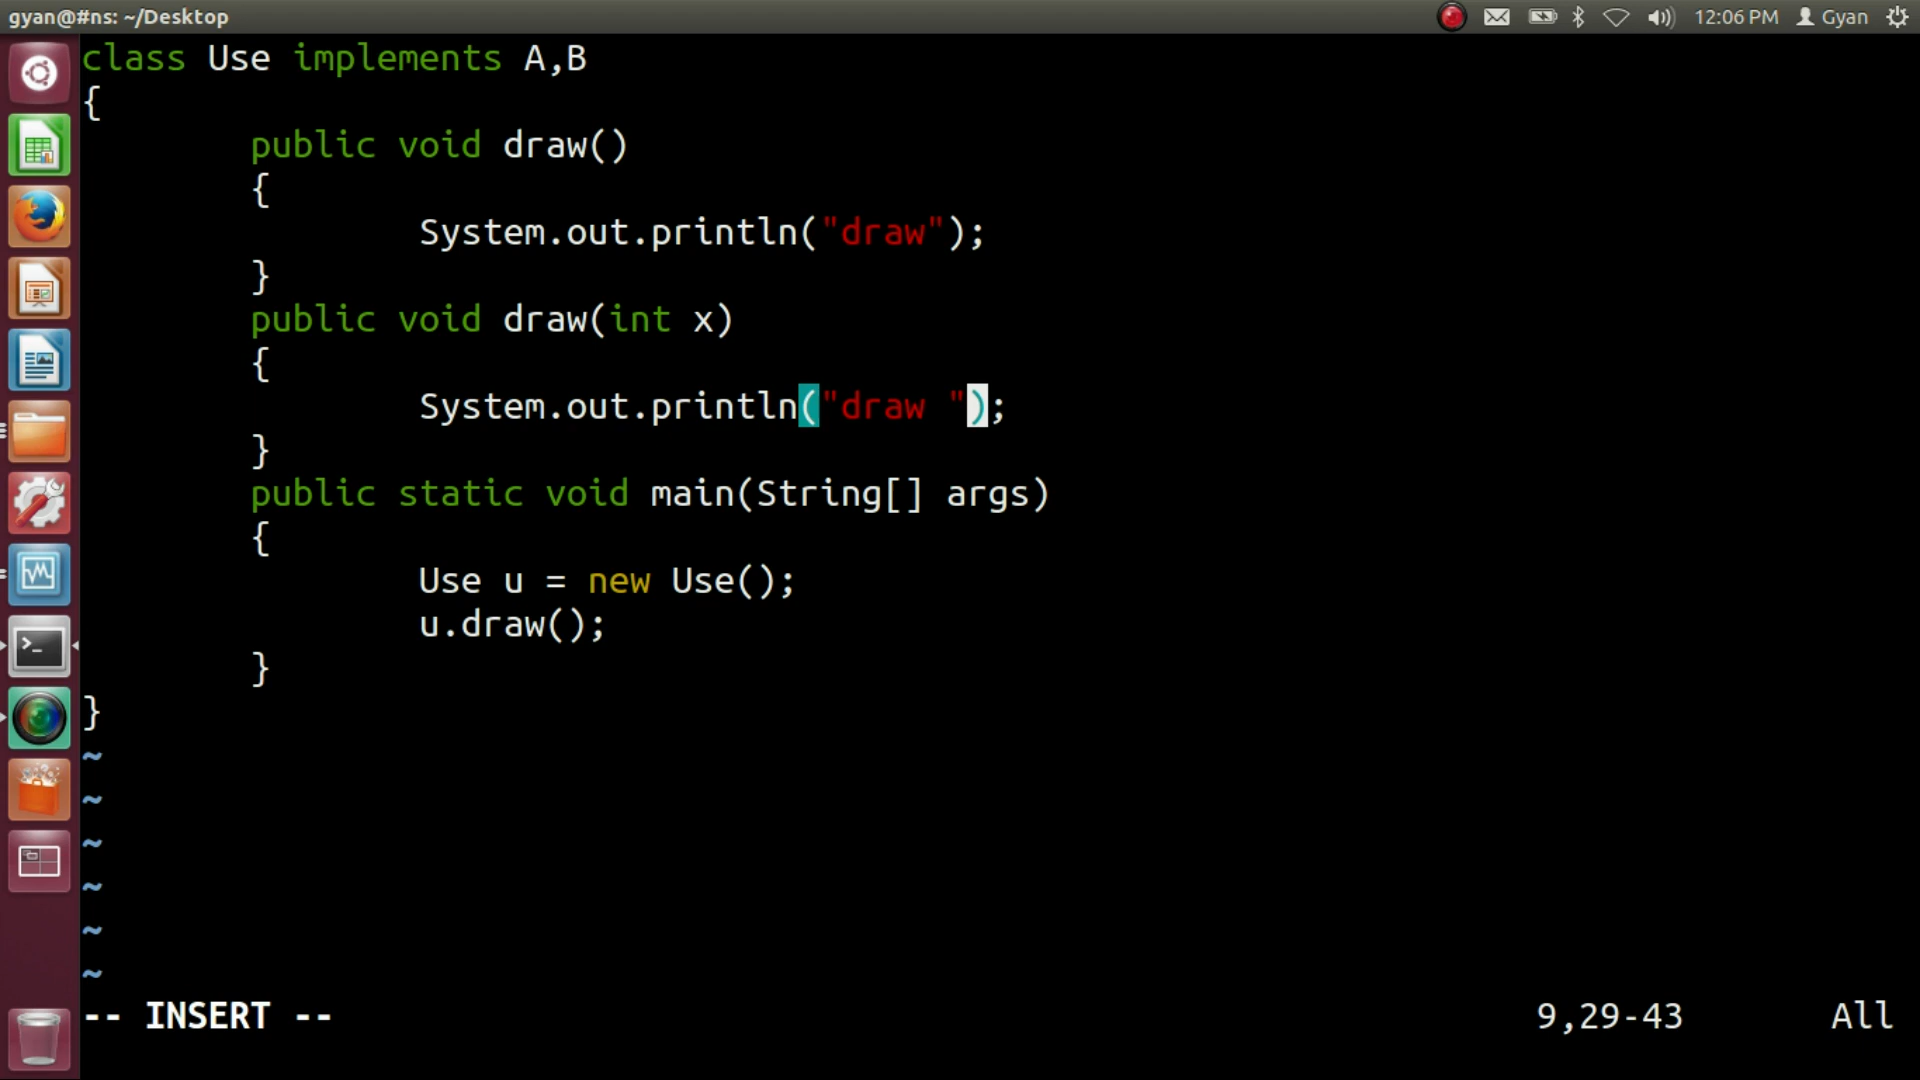 gyan@#ns: ~/Desktop
12:06 PM Gyan
class Use implements A,B
{
public void draw()
{
System.out.println("draw");
}
public void draw(int x)
{
System.out.println("draw ");
}
public static void main(String[] args)
{
Use u = new Use();
u.draw();
}
}
~
~
~
~
~
~
-- INSERT -- 9,29-43 All